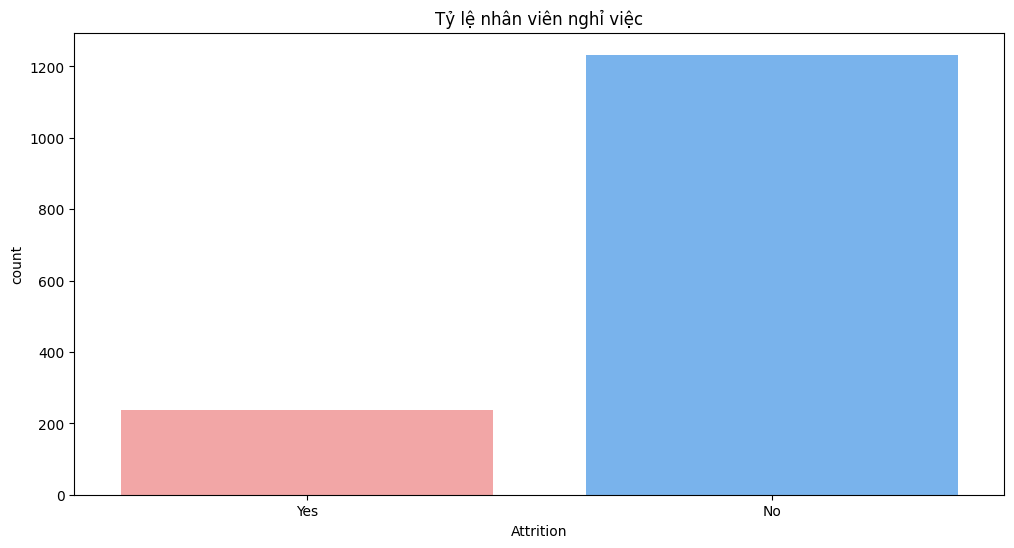 Tỷ lệ nhân viên nghỉ việc
1200
1000
800
600
400
200
0
count
Yes
No
Attrition